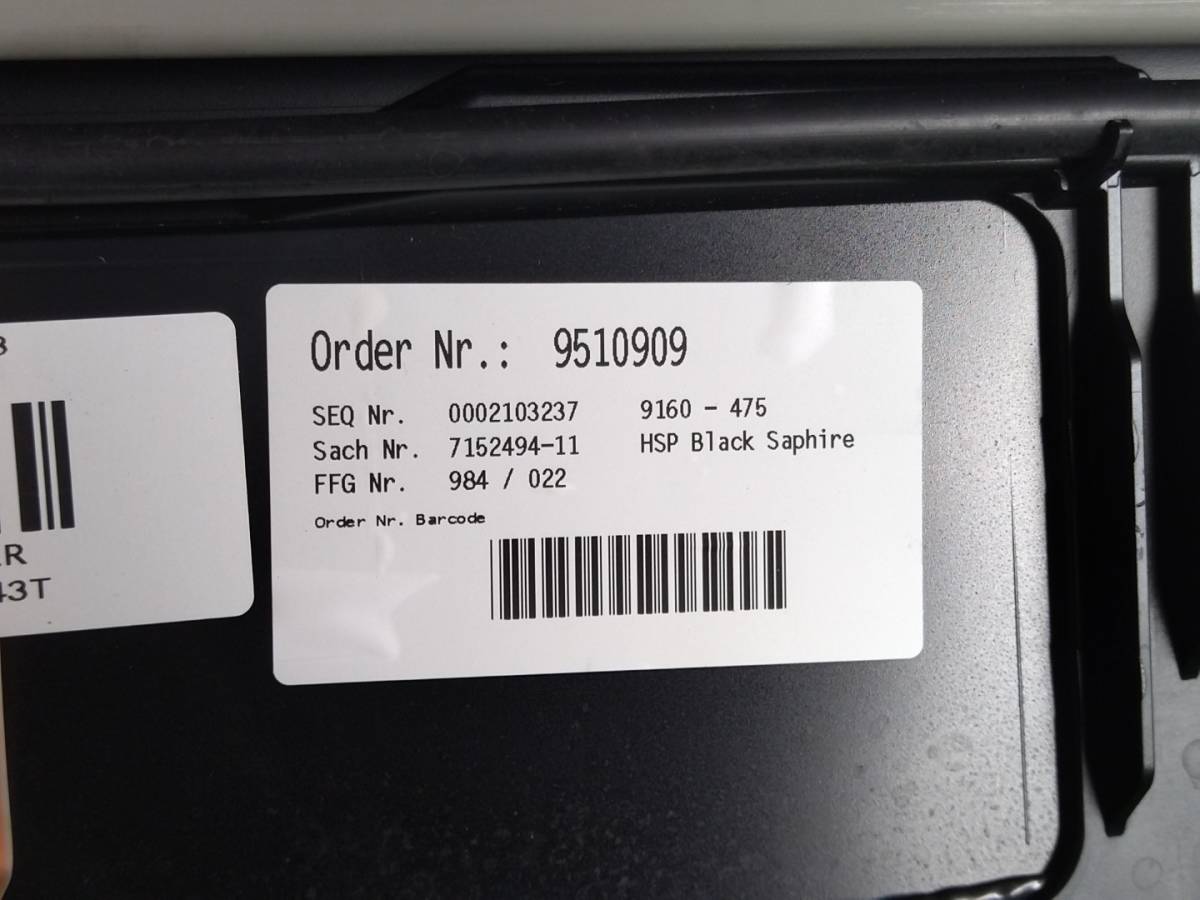 Order Nr.: 9510909
SEQ Nr. 0002103237 9160 - 475
Sach Nr. 7152494-11 HSP Black Saphire
FFG Nr. 984 / 022
Order Nr. Barcode
R
43T